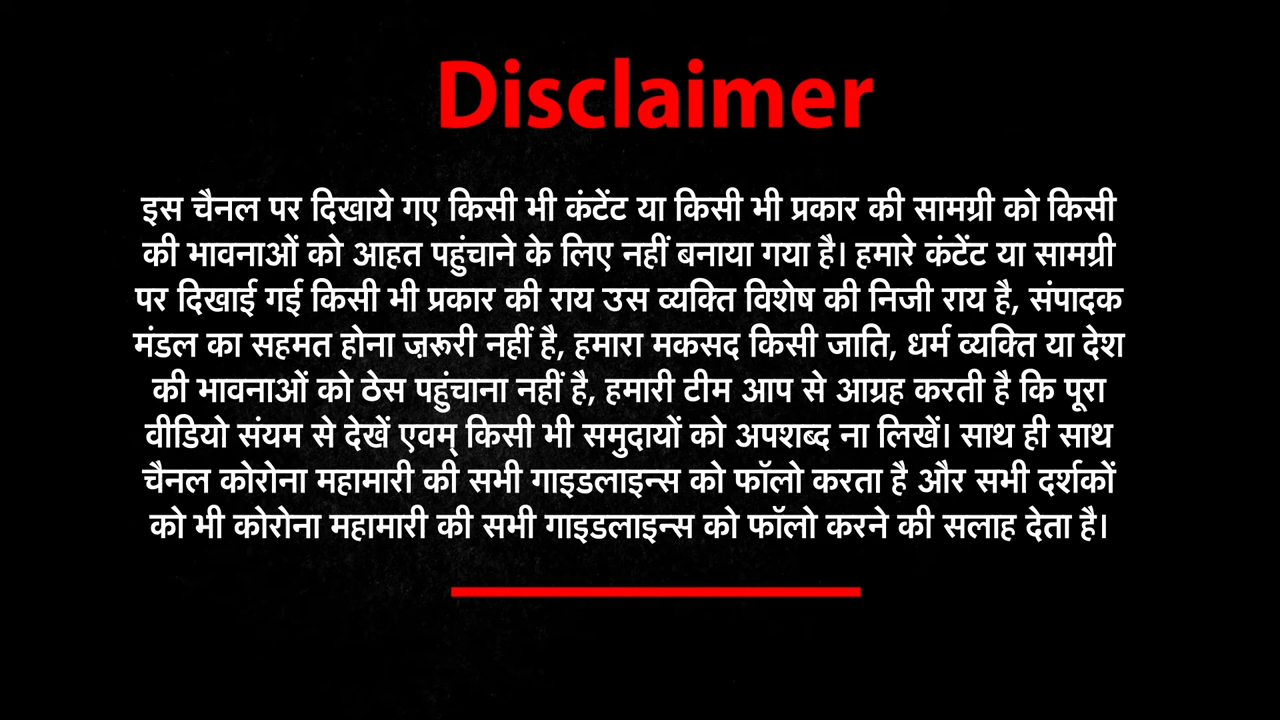 Disclaimer
इस चैनल पर दिखाये गए किसी भी कंटेंट या किसी भी प्रकार की सामग्री को किसी
की भावनाओं को आहत पहुंचाने के लिए नहीं बनाया गया है। हमारे कंटेंट या सामग्री
पर दिखाई गई किसी भी प्रकार की राय उस व्यक्ति विशेष की निजी राय है, संपादक
मंडल का सहमत होना ज़रूरी नहीं है, हमारा मकसद किसी जाति, धर्म व्यक्ति या देश
की भावनाओं को ठेस पहुंचाना नहीं है, हमारी टीम आप से आग्रह करती है कि पूरा
वीडियो संयम से देखें एवम् किसी भी समुदायों को अपशब्द ना लिखें। साथ ही साथ
चैनल कोरोना महामारी की सभी गाइडलाइन्स को फॉलो करता है और सभी दर्शकों
को भी कोरोना महामारी की सभी गाइडलाइन्स को फॉलो करने की सलाह देता है।